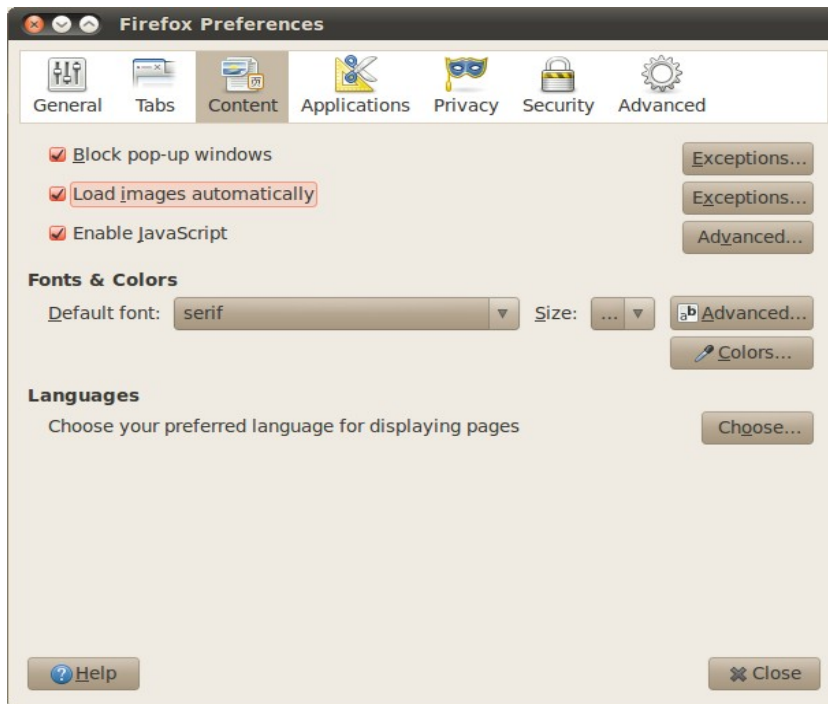 Firefox Preferences
General Tabs Content Applications Privacy Security Advanced
Block pop-up windows Exceptions...
Load images automatically Exceptions...
Enable JavaScript Advanced...
Fonts & Colors
Default font: serif Size: ... Advanced...
Colors...
Languages
Choose your preferred language for displaying pages Choose...
Help Close